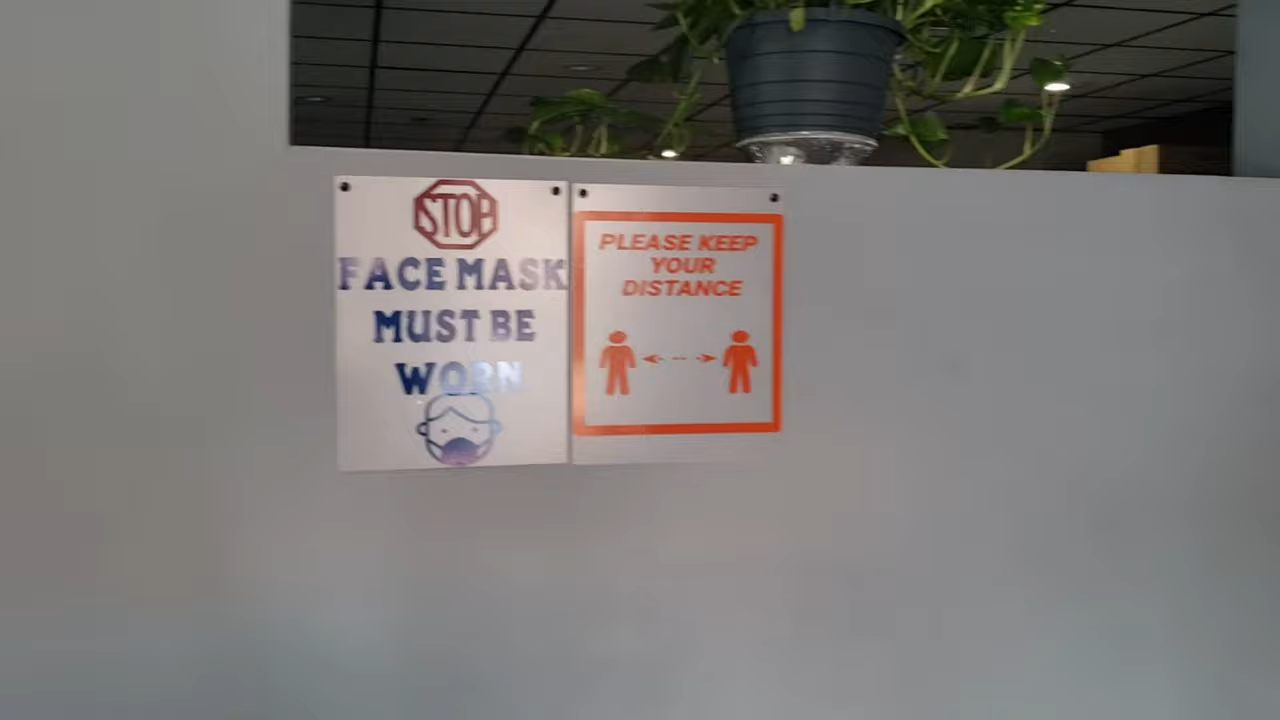 STOP
FACE MASK
MUST BE
WORN
PLEASE KEEP
YOUR
DISTANCE